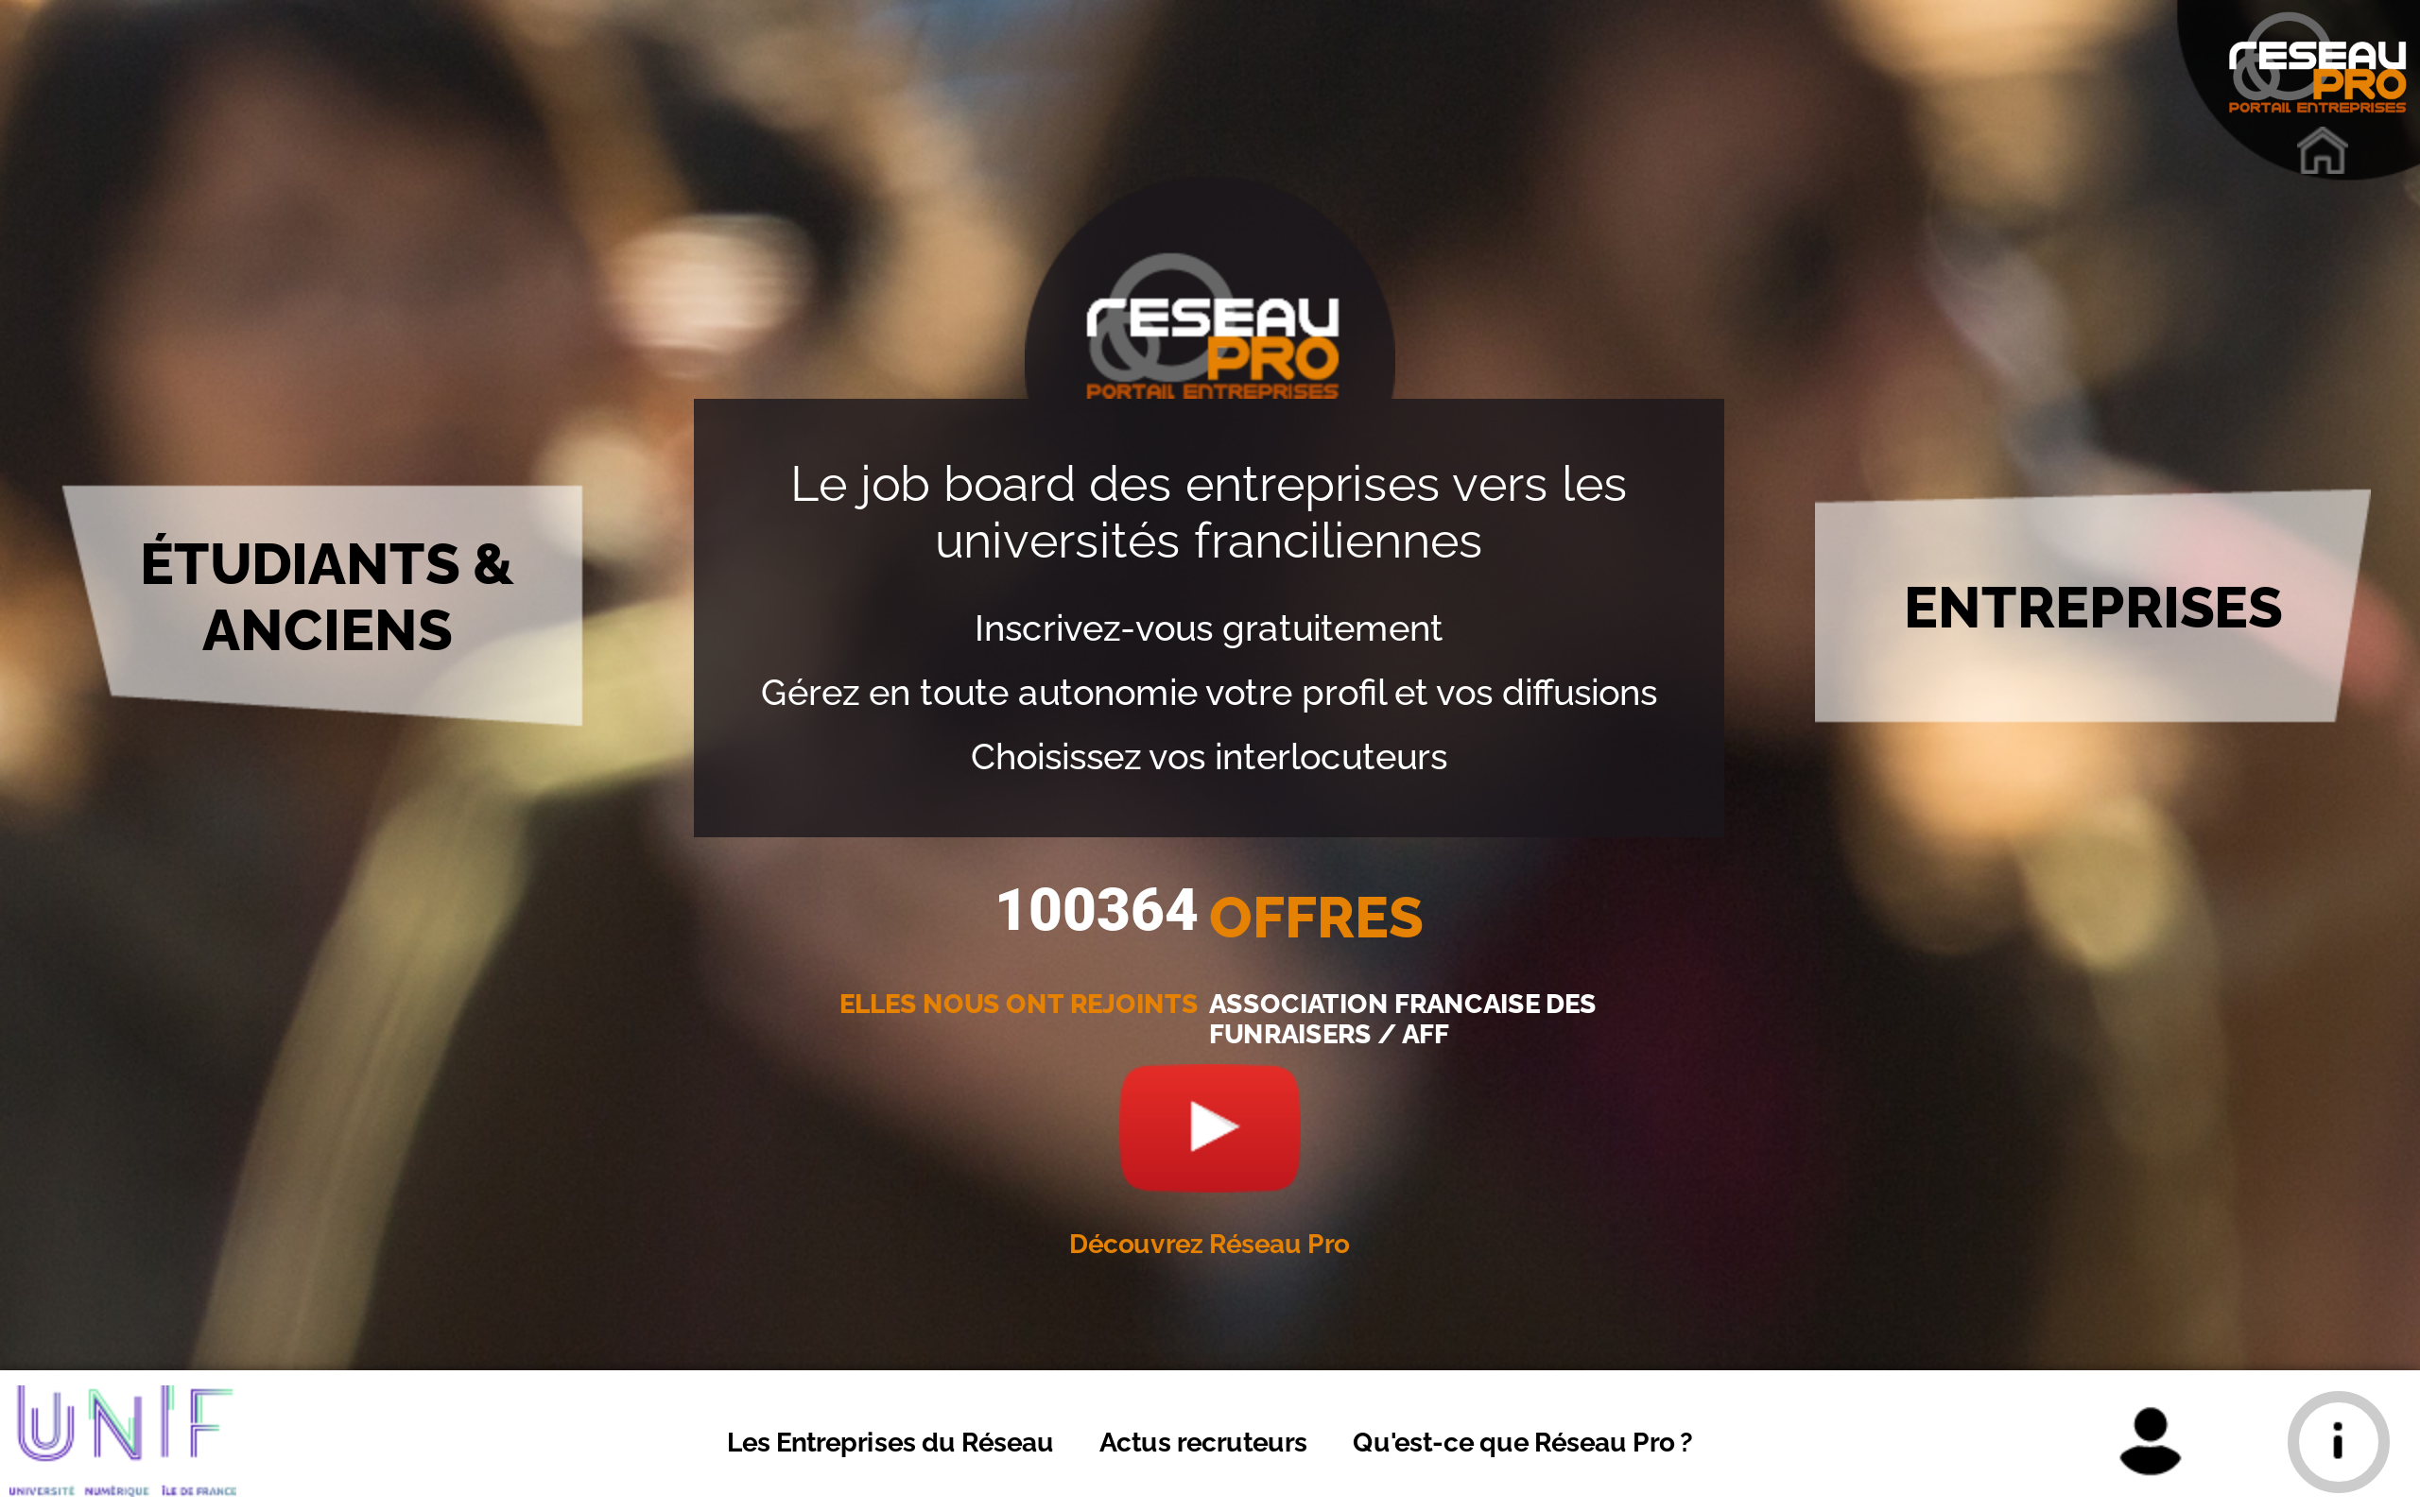 RESEAU
PRO
PORTAIL ENTREPRISES
RESEAU
PRO
PORTAIL ENTREPRISES
Le job board des entreprises vers les
universités franciliennes
Inscrivez-vous gratuitement
Gérez en toute autonomie votre profil et vos diffusions
Choisissez vos interlocuteurs
ÉTUDIANTS &
ANCIENS
ENTREPRISES
100364 OFFRES
ELLES NOUS ONT REJOINTS ASSOCIATION FRANCAISE DES
FUNRAISERS / AFF
Découvrez Réseau Pro
UNIF
UNIVERSITÉ NUMÉRIQUE ÎLE DE FRANCE
Les Entreprises du Réseau Actus recruteurs Qu'est-ce que Réseau Pro ?
i